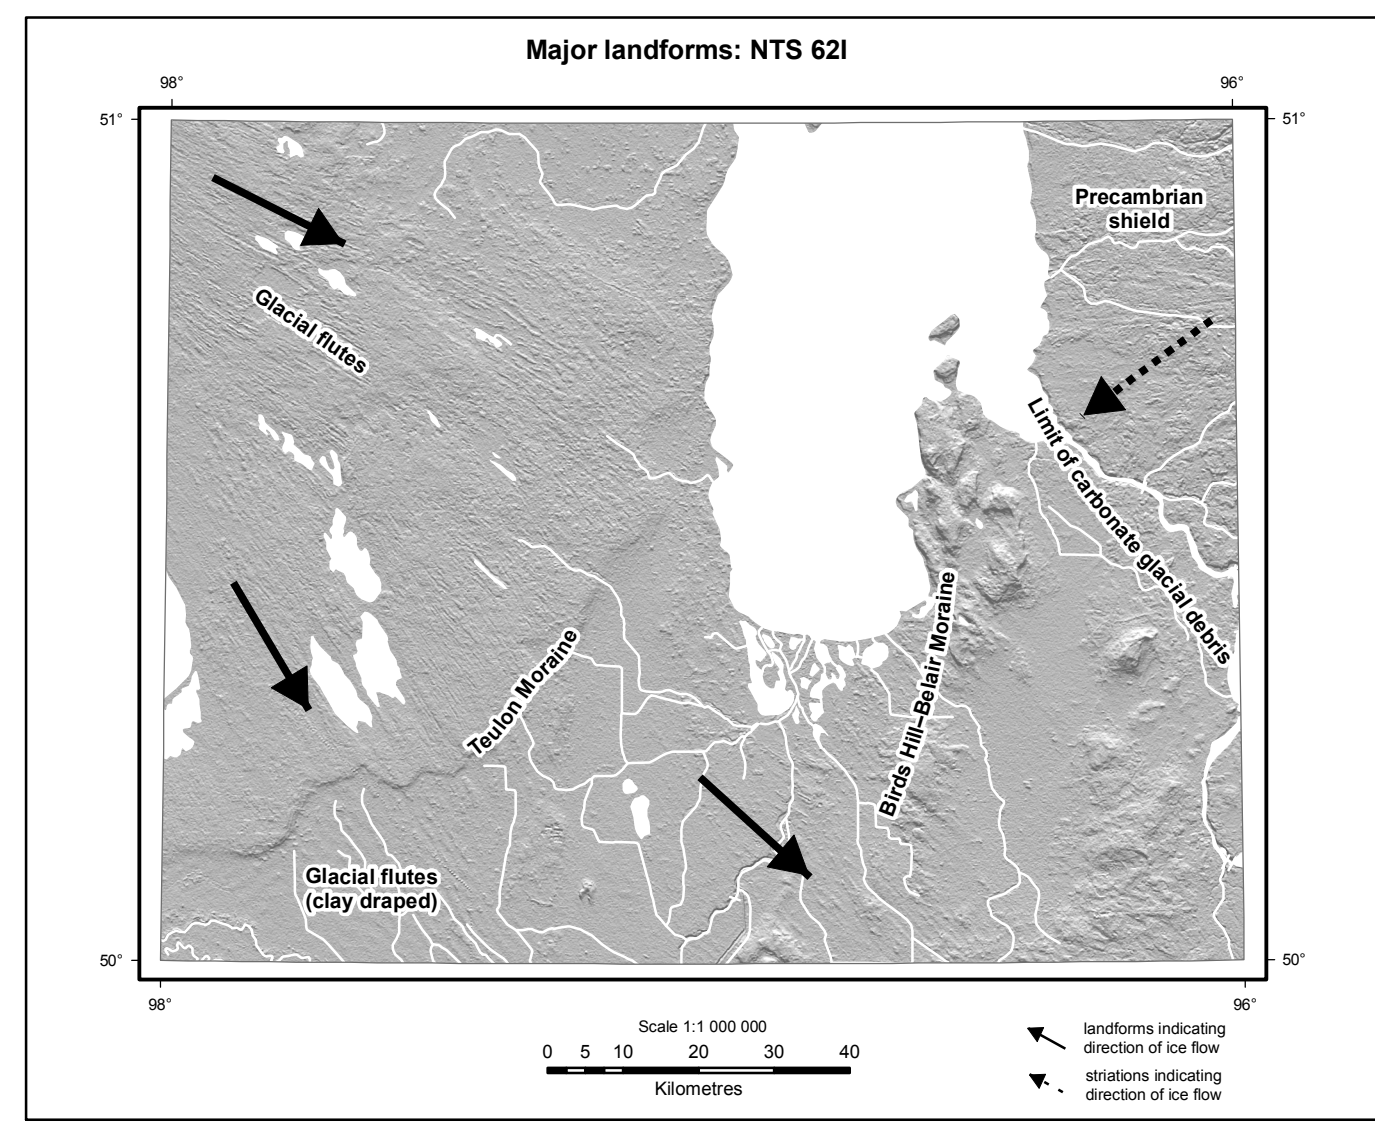 Major landforms: NTS 62I
98°
96°
51°
51°
Precambrian
shield
Glacial flutes
Limit of carbonate glacial debris
Teulon Moraine
Birds Hill–Belair Moraine
Glacial flutes
(clay draped)
50°
50°
98°
96°
Scale 1:1 000 000
0 5 10 20 30 40
Kilometres
landforms indicating
direction of ice flow
striations indicating
direction of ice flow